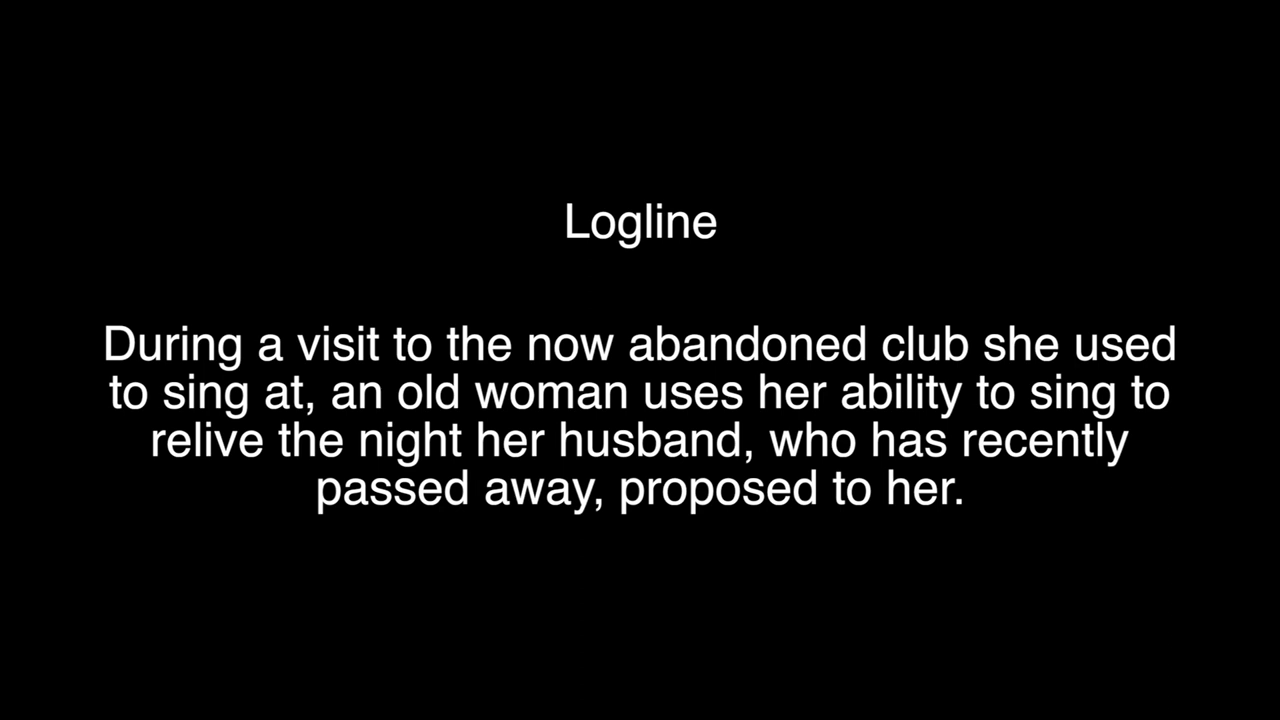 Logline
During a visit to the now abandoned club she used
to sing at, an old woman uses her ability to sing to
relive the night her husband, who has recently
passed away, proposed to her.